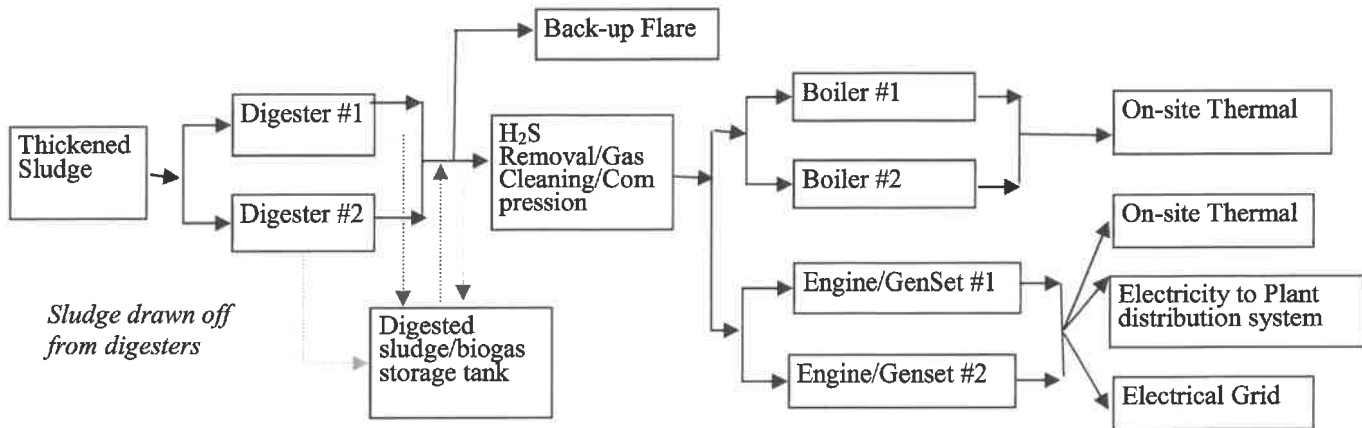 Back-up Flare
Thickened
Sludge
Digester #1
Digester #2
H₂S
Removal/Gas
Cleaning/Com
pression
Boiler #1
Boiler #2
On-site Thermal
On-site Thermal
Engine/GenSet #1
Engine/Genset #2
Electricity to Plant
distribution system
Electrical Grid
Sludge drawn off
from digesters
Digested
sludge/biogas
storage tank